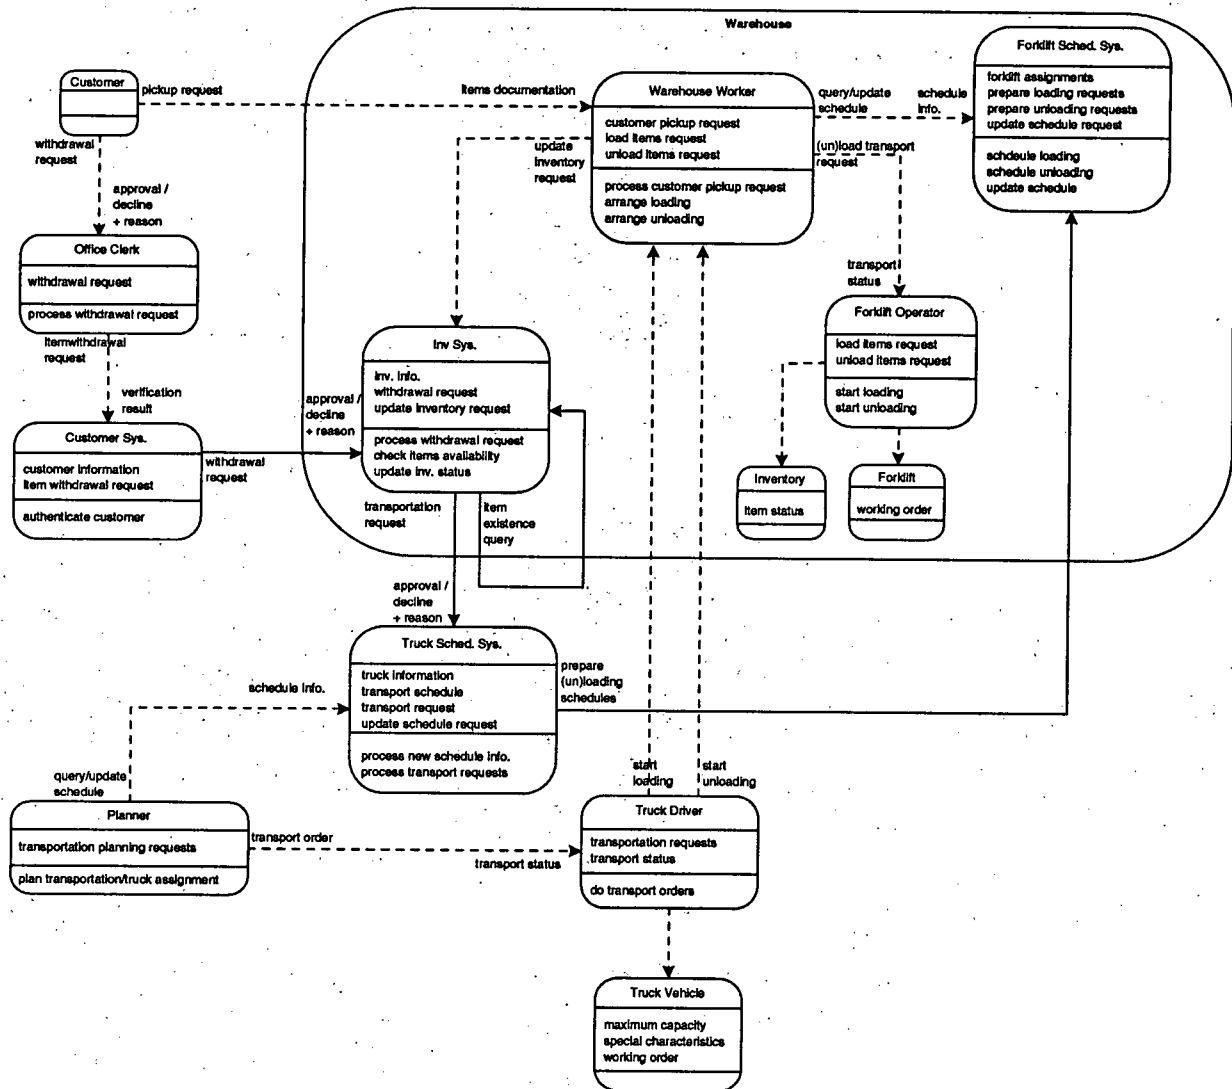 Warehouse
Customer
pickup request
withdrawal
request
approval /
decline
+ reason
Office Clerk
withdrawal request
process withdrawal request
itemwithdrawal
request
verification
result
Customer Sys.
customer information
item withdrawal request
authenticate customer
withdrawal
request
approval /
decline
+ reason
items documentation
Warehouse Worker
customer pickup request
load items request
unload items request
process customer pickup request
arrange loading
arrange unloading
update
inventory
request
query/update
schedule
schedule
info.
(un)load transport
request
Forklift Sched. Sys.
forklift assignments
prepare loading requests
prepare unloading requests
update schedule request
schdeule loading
schedule unloading
update schedule
transport
status
Forklift Operator
load items request
unload items request
start loading
start unloading
Inventory
item status
Forklift
working order
Inv Sys.
inv. info.
withdrawal request
update inventory request
process withdrawal request
check items availability
update inv. status
transportation
request
item
existence
query
approval /
decline
+ reason
Truck Sched. Sys.
truck information
transport schedule
transport request
update schedule request
process new schedule info.
process transport requests
prepare
(un)loading
schedules
schedule info.
query/update
schedule
Planner
transportation planning requests
plan transportation/truck assignment
transport order
transport status
start
loading
start
unloading
Truck Driver
transportation requests
transport status
do transport orders
Truck Vehicle
maximum capacity
special characteristics
working order